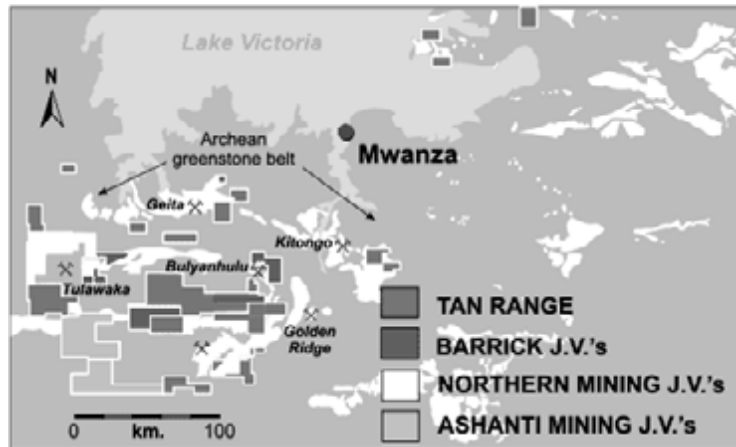 Lake Victoria
N
Archean
greenstone belt
Mwanza
Geita
Kitongo
Bulyanhulu
Tulawaka
Golden
Ridge
TAN RANGE
BARRICK J.V.'s
NORTHERN MINING J.V.'s
ASHANTI MINING J.V.'s
0 km. 100